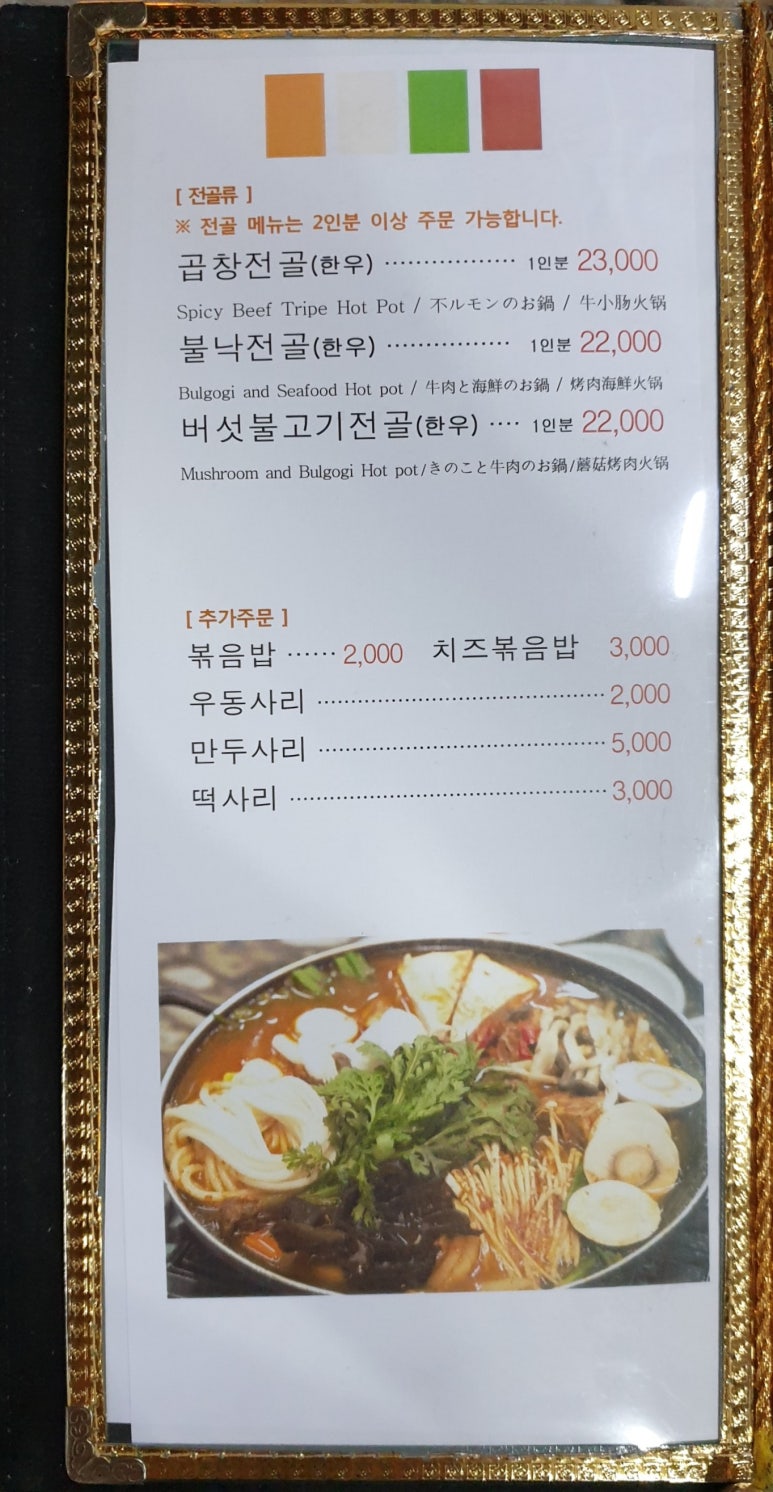 [ 전골류 ]
※ 전골 메뉴는 2인분 이상 주문 가능합니다.
곱창전골(한우) ················· 1인분 23,000
Spicy Beef Tripe Hot Pot / 不ルモンのお鍋 / 牛小肠火锅
불낙전골(한우) ················ 1인분 22,000
Bulgogi and Seafood Hot pot / 牛肉と海鮮のお鍋 / 烤肉海鮮火锅
버섯불고기전골(한우) ···· 1인분 22,000
Mushroom and Bulgogi Hot pot/きのこと牛肉のお鍋/蘑菇烤肉火锅
[ 추가주문 ]
볶음밥 ······ 2,000 치즈볶음밥 3,000
우동사리 ··········································· 2,000
만두사리 ··········································· 5,000
떡사리 ················································ 3,000